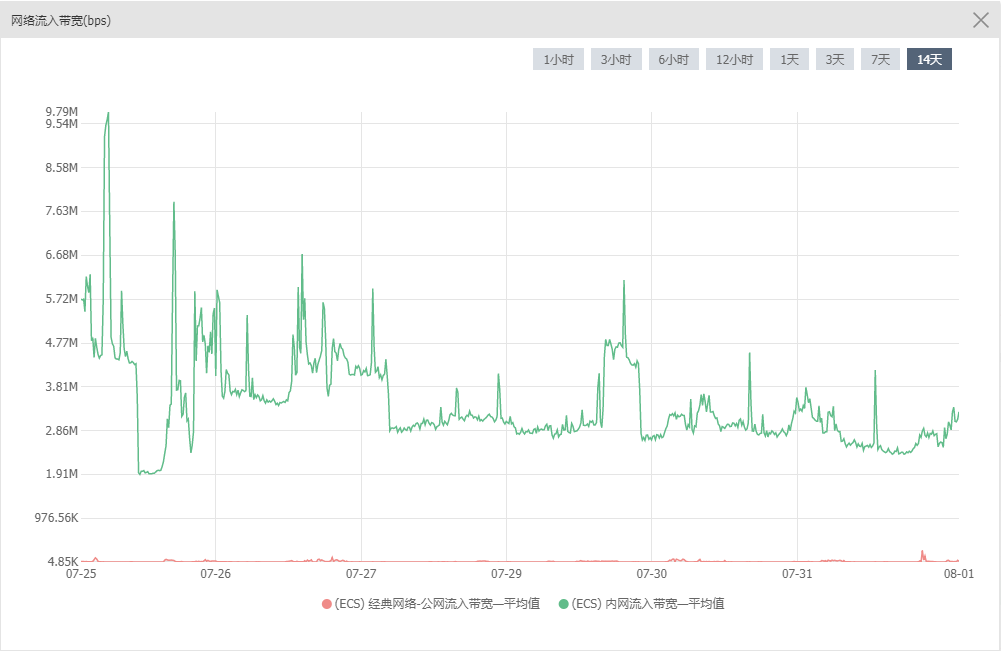 网络流入带宽(bps)
1小时 3小时 6小时 12小时 1天 3天 7天 14天
9.79M
9.54M
8.58M
7.63M
6.68M
5.72M
4.77M
3.81M
2.86M
1.91M
976.56K
4.85K
07-25 07-26 07-27 07-29 07-30 07-31 08-01
(ECS) 经典网络-公网流入带宽—平均值 (ECS) 内网流入带宽—平均值